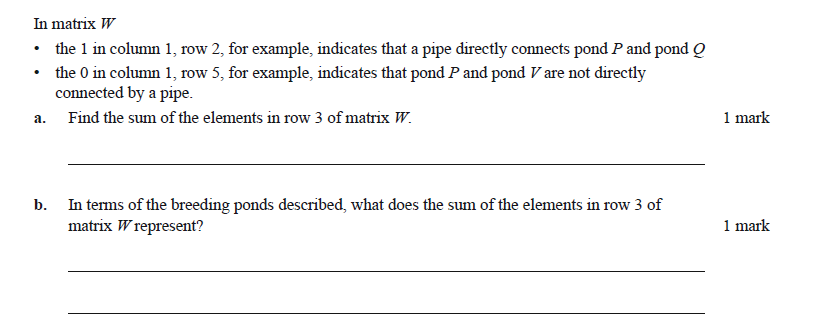 In matrix W
• the 1 in column 1, row 2, for example, indicates that a pipe directly connects pond P and pond Q
• the 0 in column 1, row 5, for example, indicates that pond P and pond V are not directly
connected by a pipe.
a. Find the sum of the elements in row 3 of matrix W. 1 mark
b. In terms of the breeding ponds described, what does the sum of the elements in row 3 of
matrix W represent? 1 mark